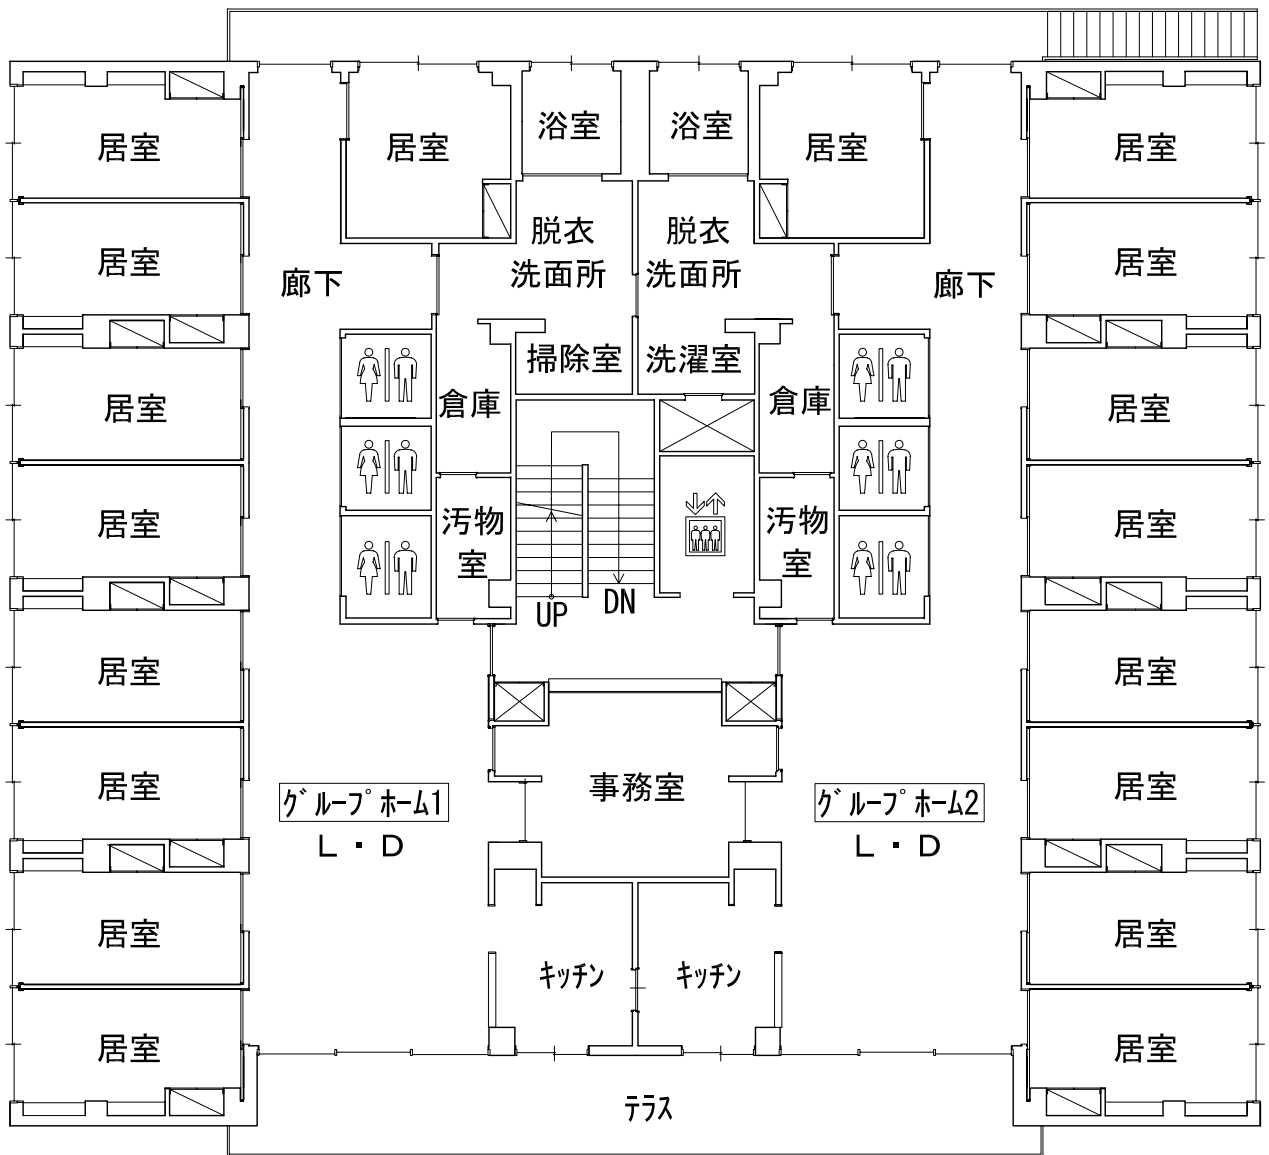 浴室
浴室
居室
居室
居室
居室
脱衣
洗面所
脱衣
洗面所
居室
居室
廊下
廊下
掃除室
洗濯室
居室
倉庫
倉庫
居室
居室
汚物
室
汚物
室
居室
UP
DN
居室
居室
居室
事務室
居室
グループホーム1
L・D
グループホーム2
L・D
居室
居室
キッチン
キッチン
居室
居室
テラス